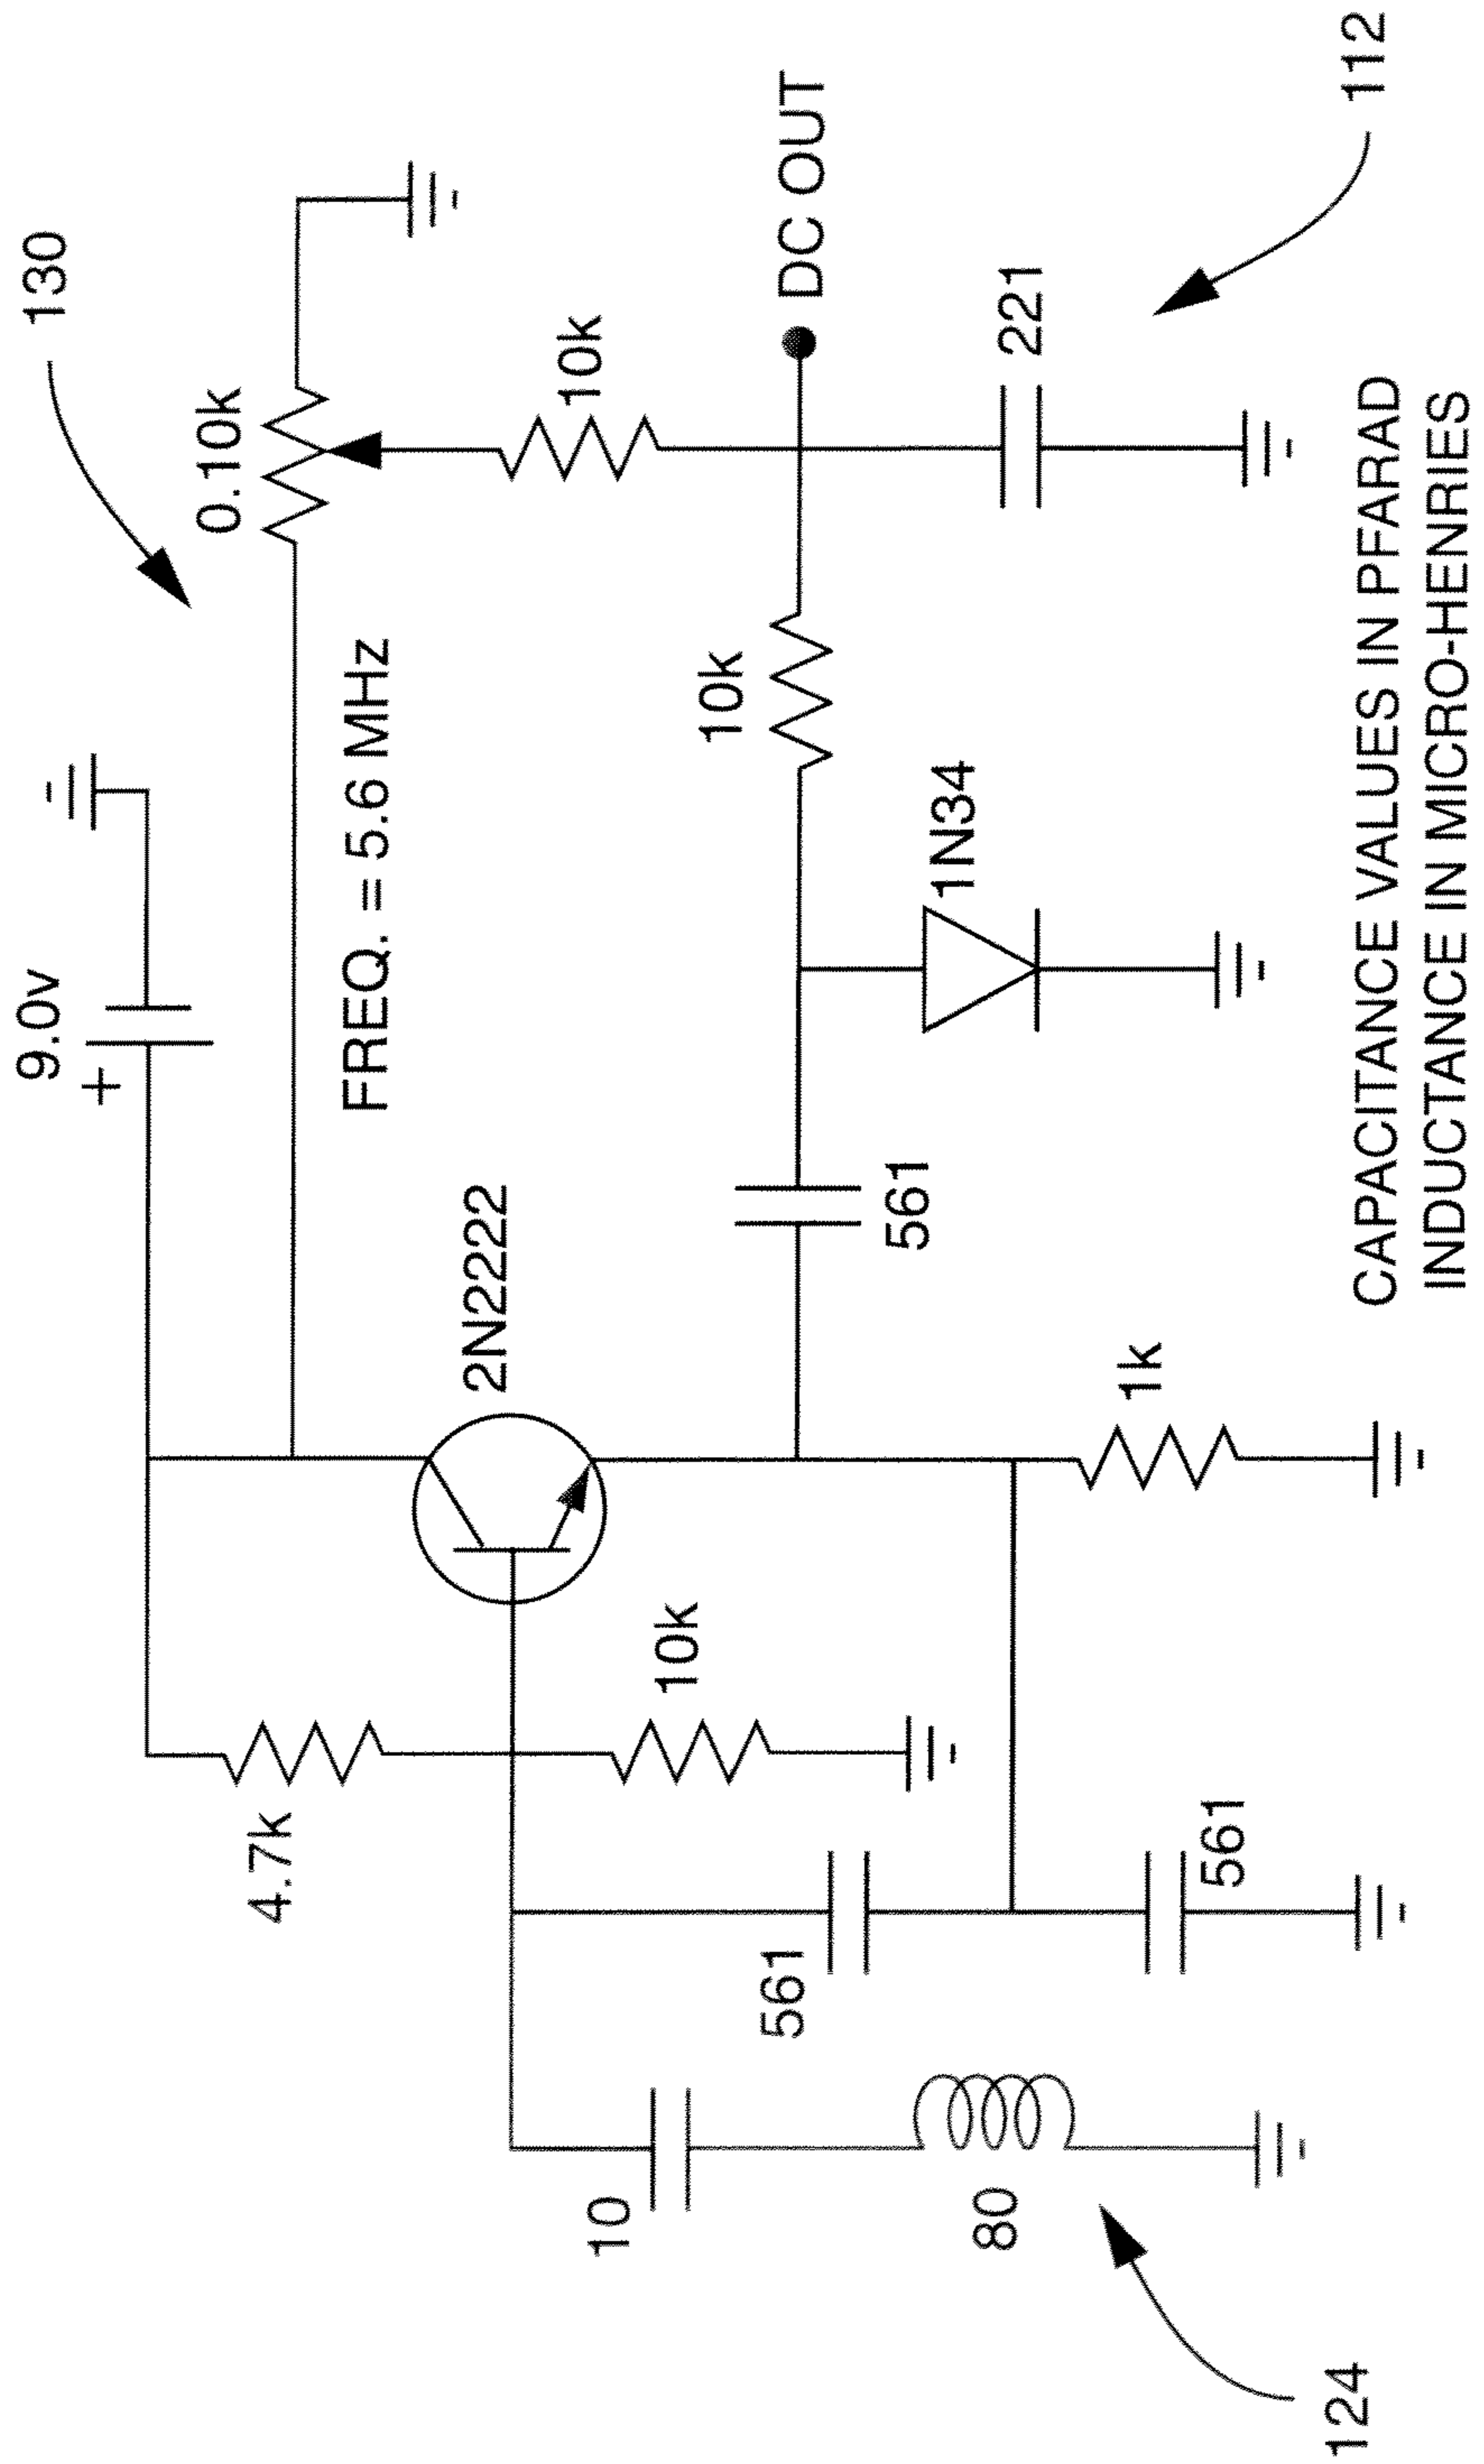 130
9.0v
+
0.10k
FREQ. = 5.6 MHz
4.7k
2N2222
10k
10k
10k
DC OUT
561
1N34
221
10
561
561
80
1k
112
124
CAPACITANCE VALUES IN PFARAD
INDUCTANCE IN MICRO-HENRIES